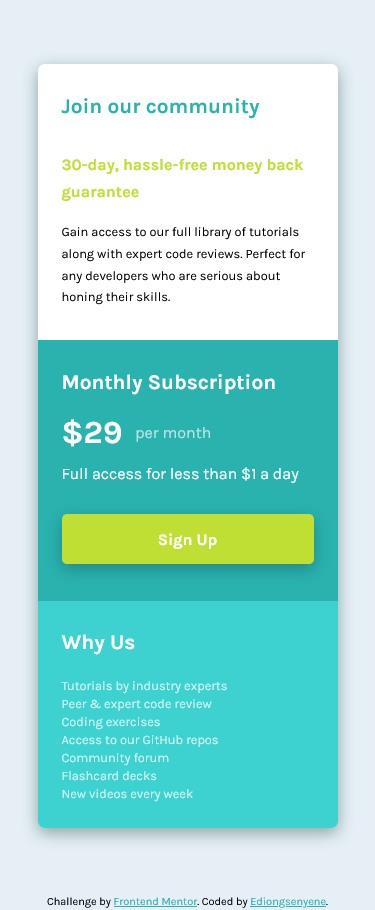 Join our community
30-day, hassle-free money back
guarantee
Gain access to our full library of tutorials
along with expert code reviews. Perfect for
any developers who are serious about
honing their skills.
Monthly Subscription
$29 per month
Full access for less than $1 a day
Sign Up
Why Us
Tutorials by industry experts
Peer & expert code review
Coding exercises
Access to our GitHub repos
Community forum
Flashcard decks
New videos every week
Challenge by Frontend Mentor. Coded by Ediongsenyene.